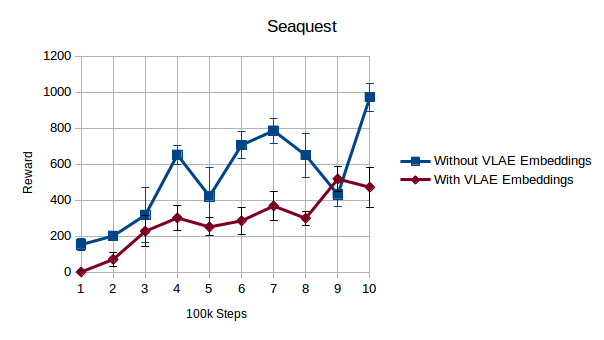 Seaquest
1200
1000
800
600
400
200
0
Reward
1 2 3 4 5 6 7 8 9 10
100k Steps
Without VLAE Embeddings
With VLAE Embeddings